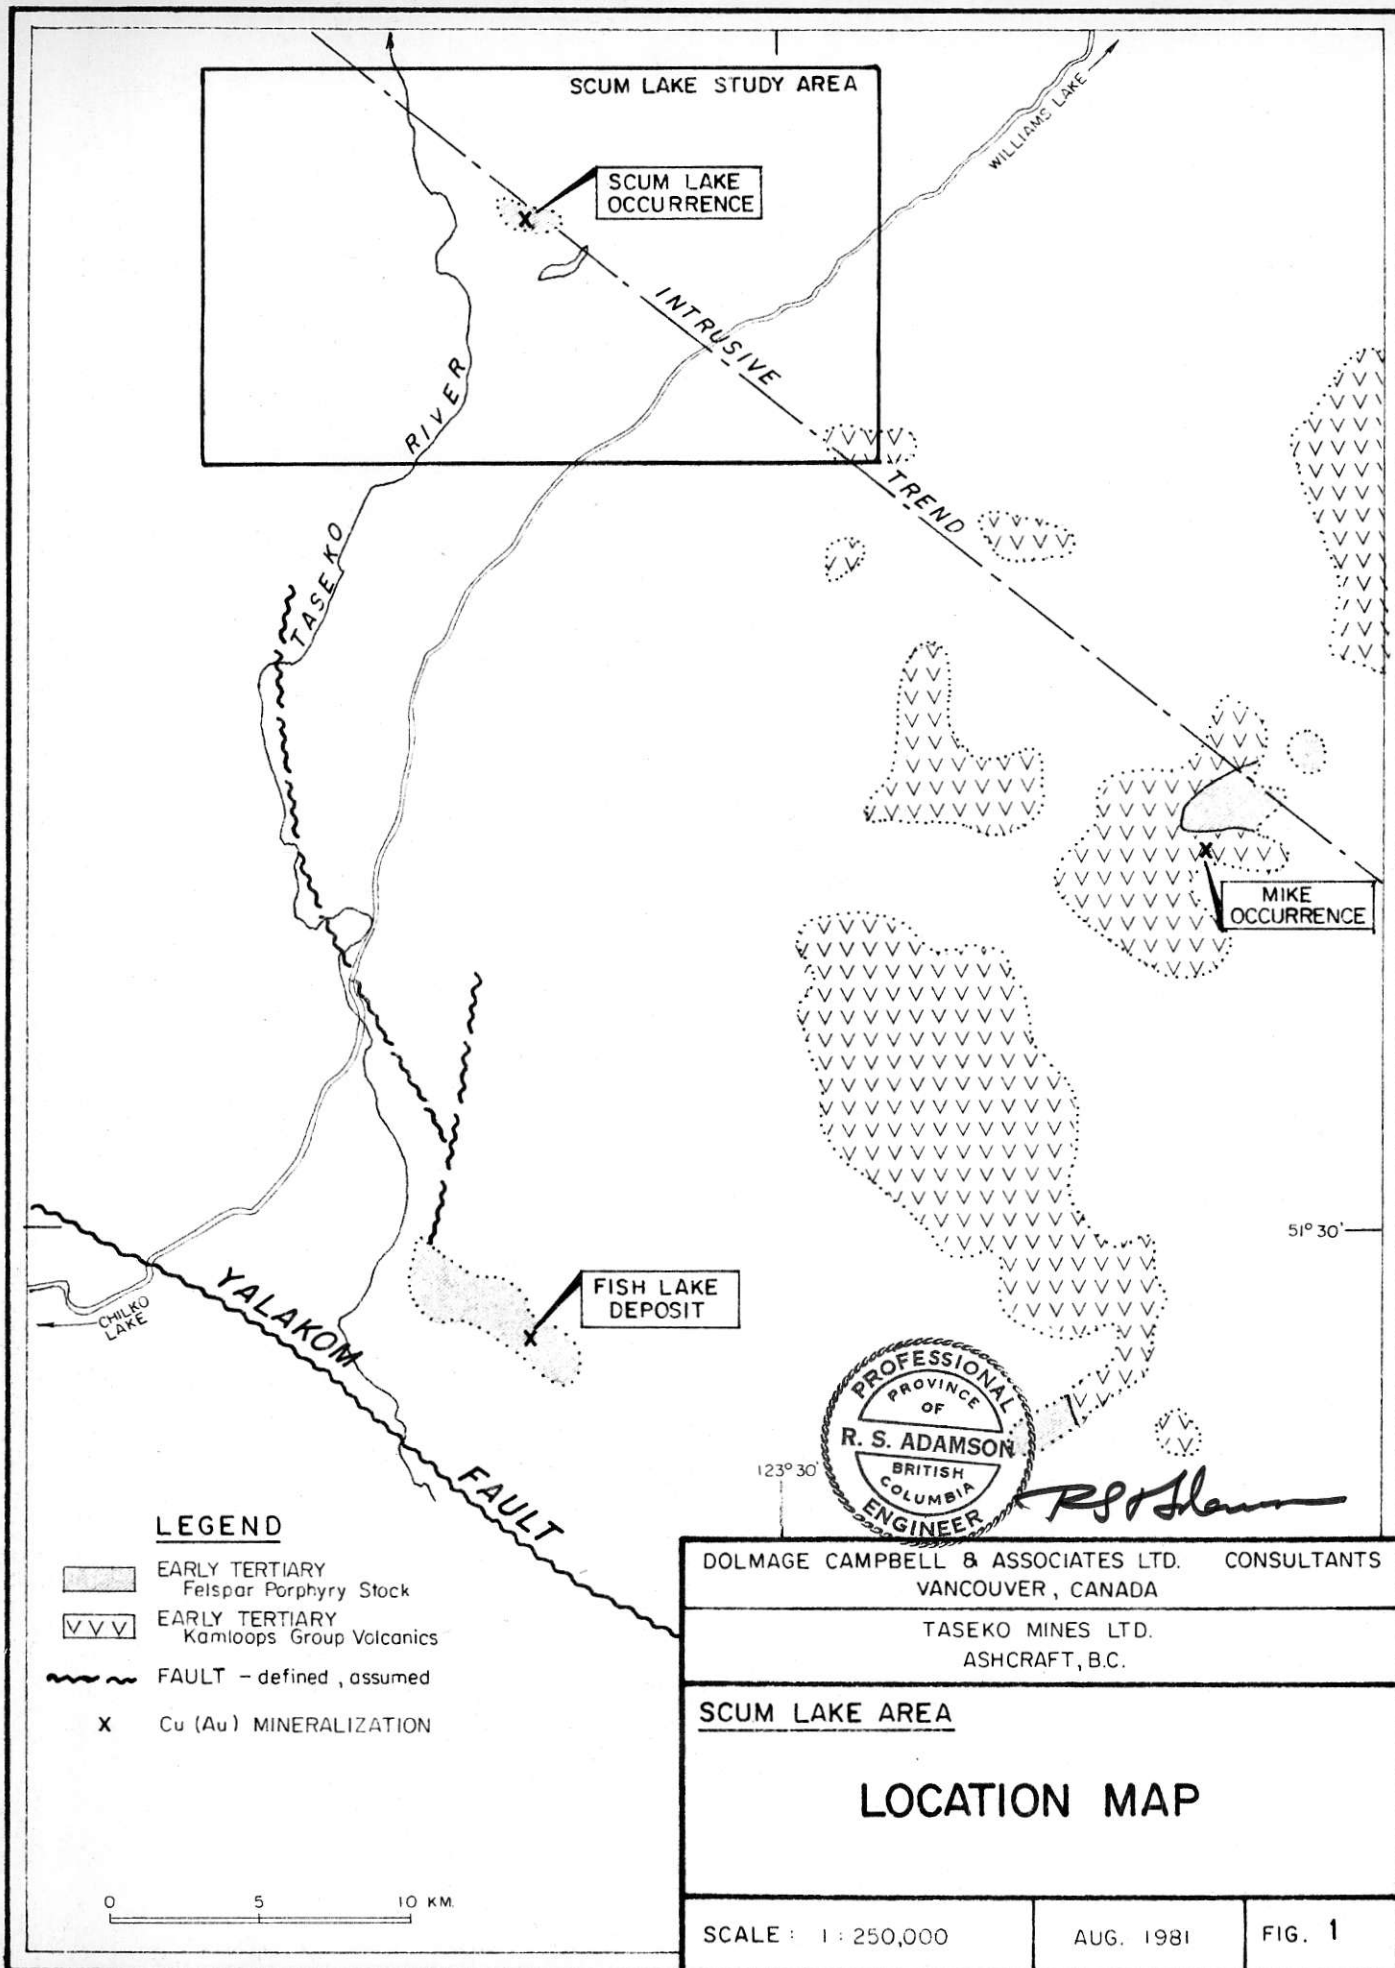 SCUM LAKE STUDY AREA
WILLIAMS LAKE
SCUM LAKE
OCCURRENCE
INTRUSIVE
TREND
TASEKO
RIVER
MIKE
OCCURRENCE
51° 30'
YALAKOM
FAULT
CHILKO
LAKE
FISH LAKE
DEPOSIT
123° 30'
PROFESSIONAL
PROVINCE
OF
R. S. ADAMSON
BRITISH
COLUMBIA
ENGINEER
LEGEND
EARLY TERTIARY
Felspar Porphyry Stock
EARLY TERTIARY
Kamloops Group Volcanics
FAULT - defined, assumed
X Cu (Au) MINERALIZATION
0 5 10 KM.
DOLMAGE CAMPBELL & ASSOCIATES LTD. CONSULTANTS
VANCOUVER, CANADA
TASEKO MINES LTD.
ASHCRAFT, B.C.
SCUM LAKE AREA
LOCATION MAP
SCALE : 1 : 250,000
AUG. 1981
FIG. 1